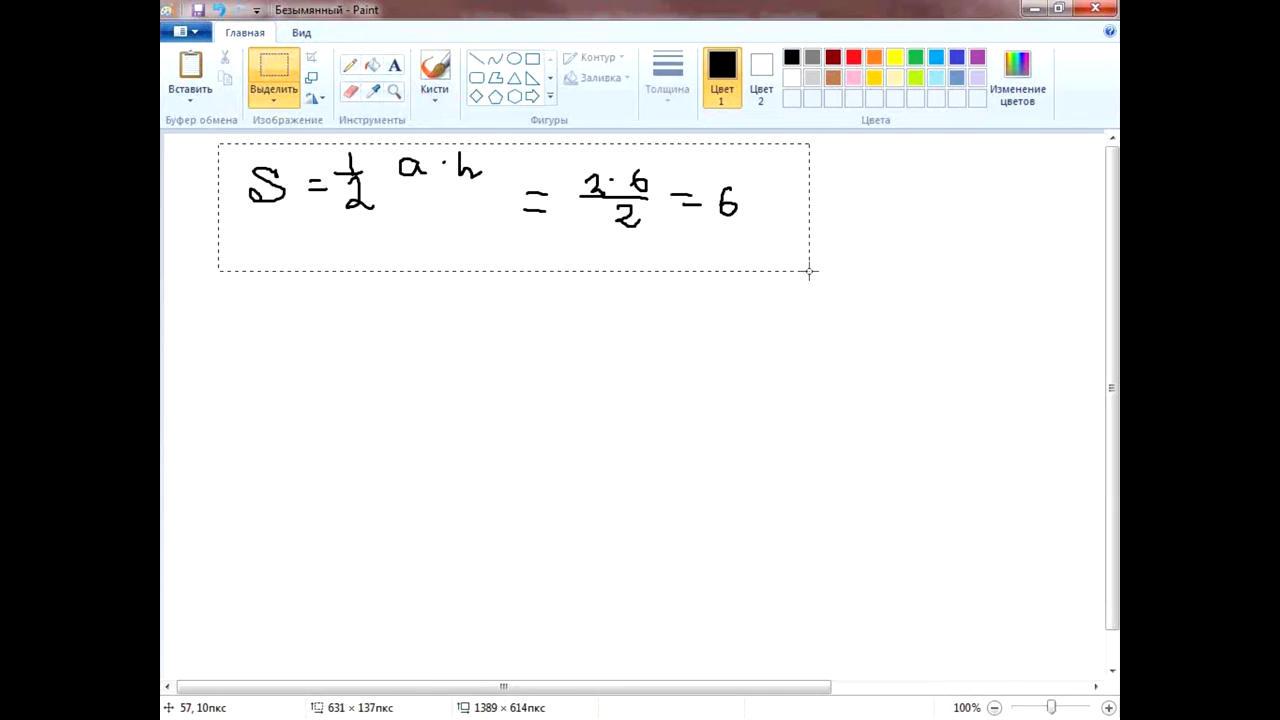 Безымянный - Paint
Главная Вид
Вставить
Выделить
Кисти
Контур
Заливка
Толщина
Цвет 1
Цвет 2
Изменение цветов
Буфер обмена Изображение Инструменты Фигуры Цвета
S = 1/2 a · h = 2·6/2 = 6
57, 10пкс 631 × 137пкс 1389 × 614пкс 100%